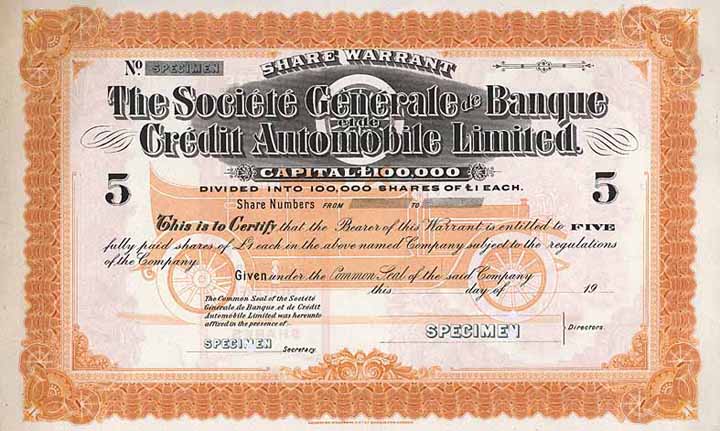 SHARE WARRANT
No SPECIMEN
The Société Générale de Banque
et de
Crédit Automobile Limited.
CAPITAL £100,000
DIVIDED INTO 100,000 SHARES OF £1 EACH.
5 5
Share Numbers FROM TO
This is to Certify that the Bearer of this Warrant is entitled to FIVE
fully paid shares of £1 each in the above named Company subject to the regulations
of the Company.
Given under the Common Seal of the said Company
this day of 19
The Common Seal of the Société
Générale de Banque et de Crédit
Automobile Limited was hereunto
affixed in the presence of
SPECIMEN Directors.
SPECIMEN Secretary.
SHARES